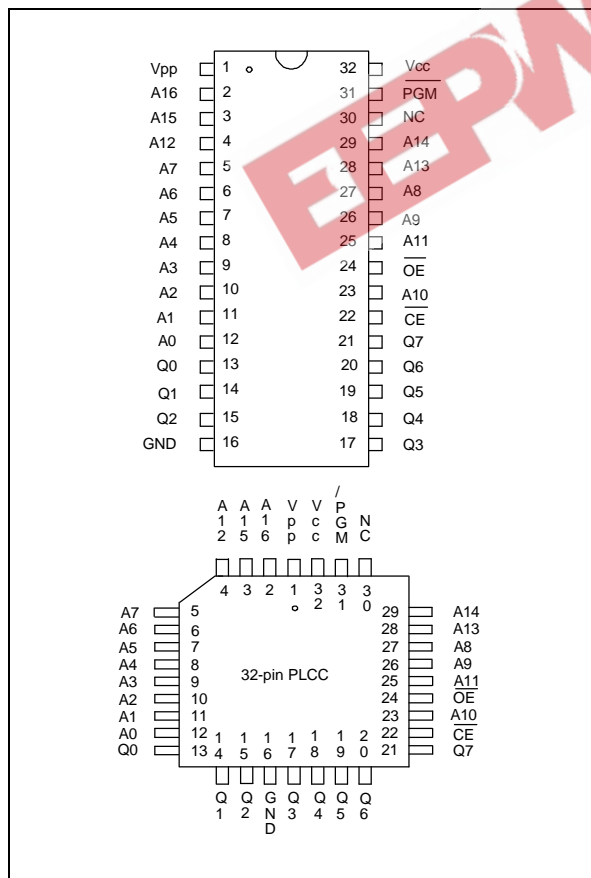 Vpp 1 32 Vcc
A16 2 31 PGM
A15 3 30 NC
A12 4 29 A14
A7 5 28 A13
A6 6 27 A8
A5 7 26 A9
A4 8 25 A11
A3 9 24 OE
A2 10 23 A10
A1 11 22 CE
A0 12 21 Q7
Q0 13 20 Q6
Q1 14 19 Q5
Q2 15 18 Q4
GND 16 17 Q3
EEPW
A12 A15 A16 Vpp Vcc /PGM NC
4 3 2 1 32 31 30
A7 5 29 A14
A6 6 28 A13
A5 7 27 A8
A4 8 26 A9
A3 9 32-pin PLCC 25 A11
A2 10 24 OE
A1 11 23 A10
A0 12 22 CE
Q0 13 21 Q7
14 15 16 17 18 19 20
Q1 Q2 GND Q3 Q4 Q5 Q6